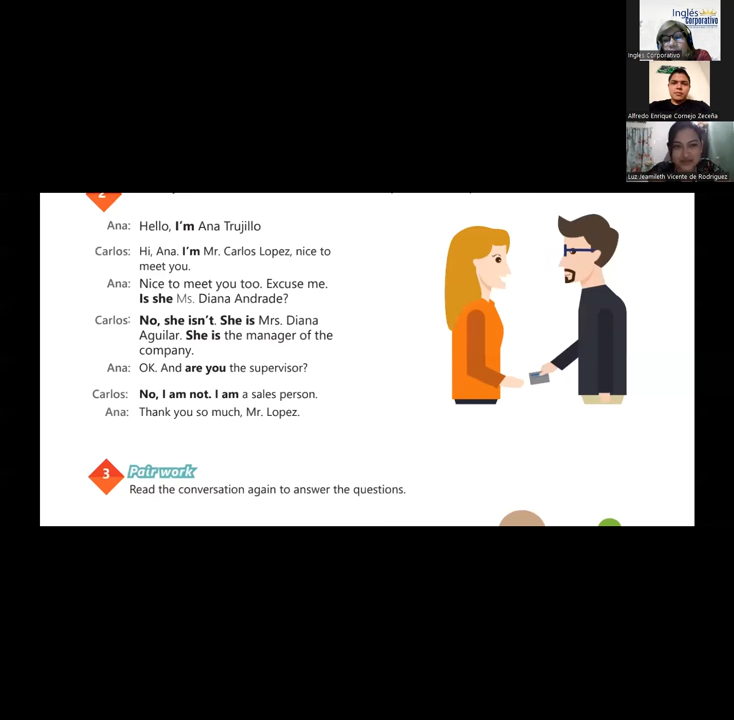 Inglés
Corporativo
Inglés Corporativo
Alfredo Enrique Cornejo Zeceña
Luz Jeamileth Vicente de Rodriguez
2
Ana: Hello, I'm Ana Trujillo
Carlos: Hi, Ana. I'm Mr. Carlos Lopez, nice to
meet you.
Ana: Nice to meet you too. Excuse me.
Is she Ms. Diana Andrade?
Carlos: No, she isn't. She is Mrs. Diana
Aguilar. She is the manager of the
company.
Ana: OK. And are you the supervisor?
Carlos: No, I am not. I am a sales person.
Ana: Thank you so much, Mr. Lopez.
3 Pair work
Read the conversation again to answer the questions.